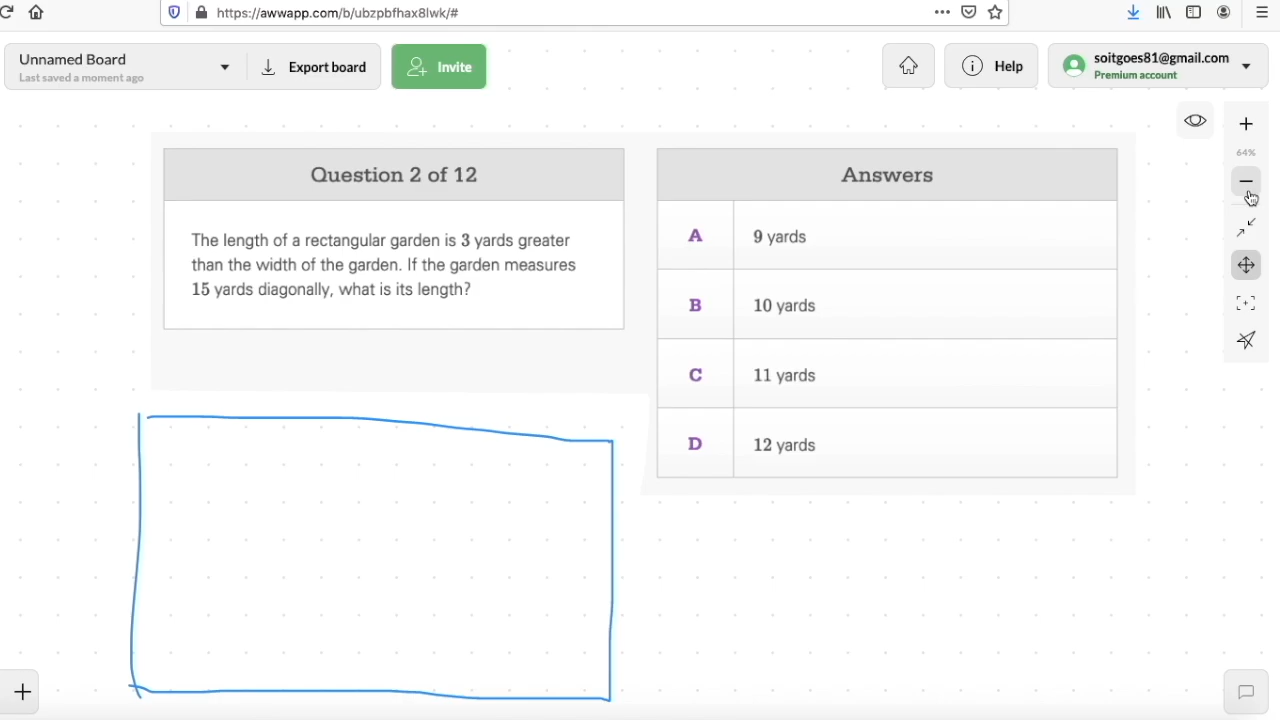 https://awwapp.com/b/ubzpbfhax8lwk/#
Unnamed Board
Last saved a moment ago
Export board
Invite
Help
soitgoes81@gmail.com
Premium account
64%
Question 2 of 12
The length of a rectangular garden is 3 yards greater
than the width of the garden. If the garden measures
15 yards diagonally, what is its length?
Answers
A 9 yards
B 10 yards
C 11 yards
D 12 yards